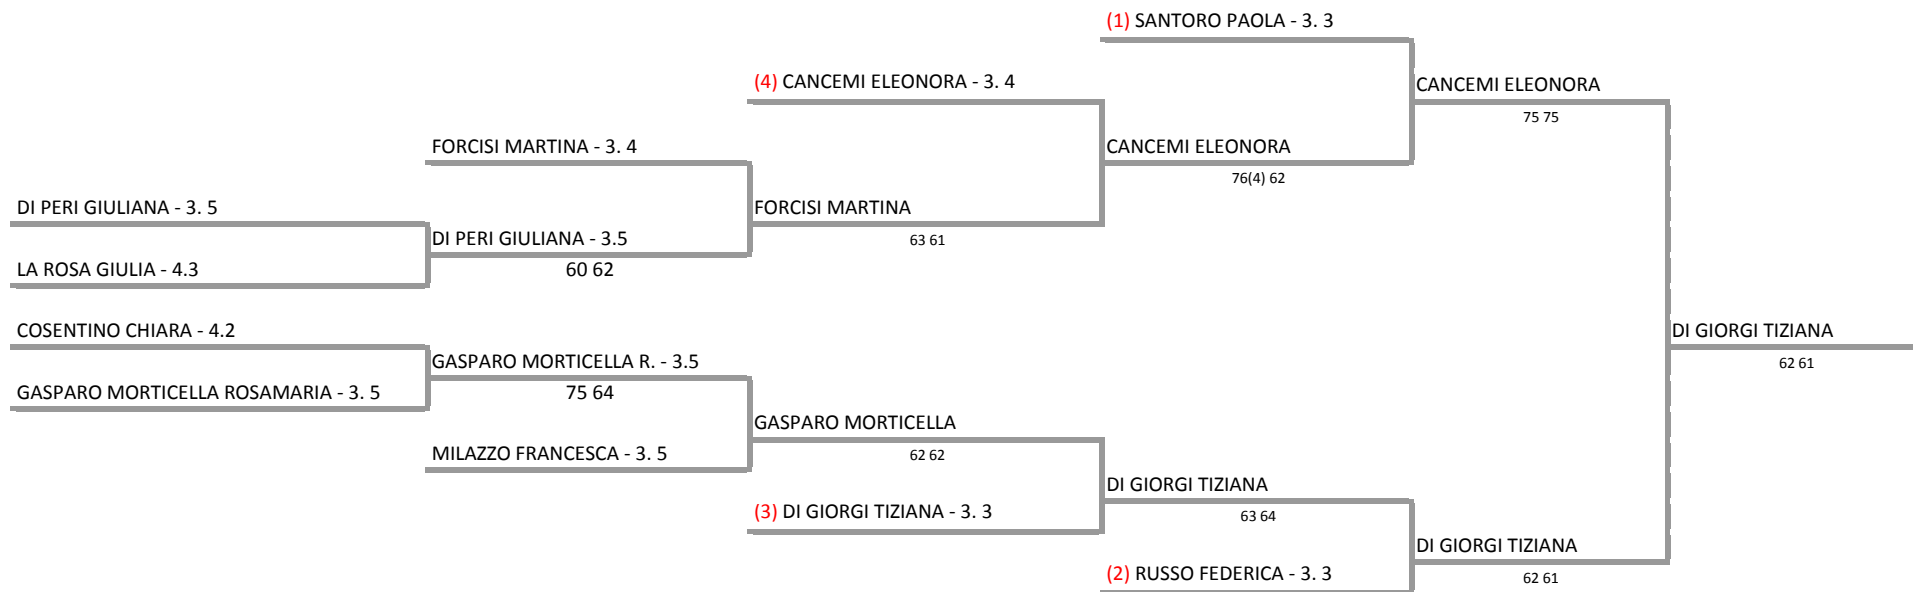 (1) SANTORO PAOLA - 3. 3
(4) CANCEMI ELEONORA - 3. 4
CANCEMI ELEONORA
75 75
FORCISI MARTINA - 3. 4
CANCEMI ELEONORA
76(4) 62
DI PERI GIULIANA - 3. 5
FORCISI MARTINA
63 61
DI PERI GIULIANA - 3.5
60 62
LA ROSA GIULIA - 4.3
COSENTINO CHIARA - 4.2
DI GIORGI TIZIANA
62 61
GASPARO MORTICELLA R. - 3.5
75 64
GASPARO MORTICELLA ROSAMARIA - 3. 5
GASPARO MORTICELLA
62 62
MILAZZO FRANCESCA - 3. 5
DI GIORGI TIZIANA
63 64
(3) DI GIORGI TIZIANA - 3. 3
DI GIORGI TIZIANA
62 61
(2) RUSSO FEDERICA - 3. 3